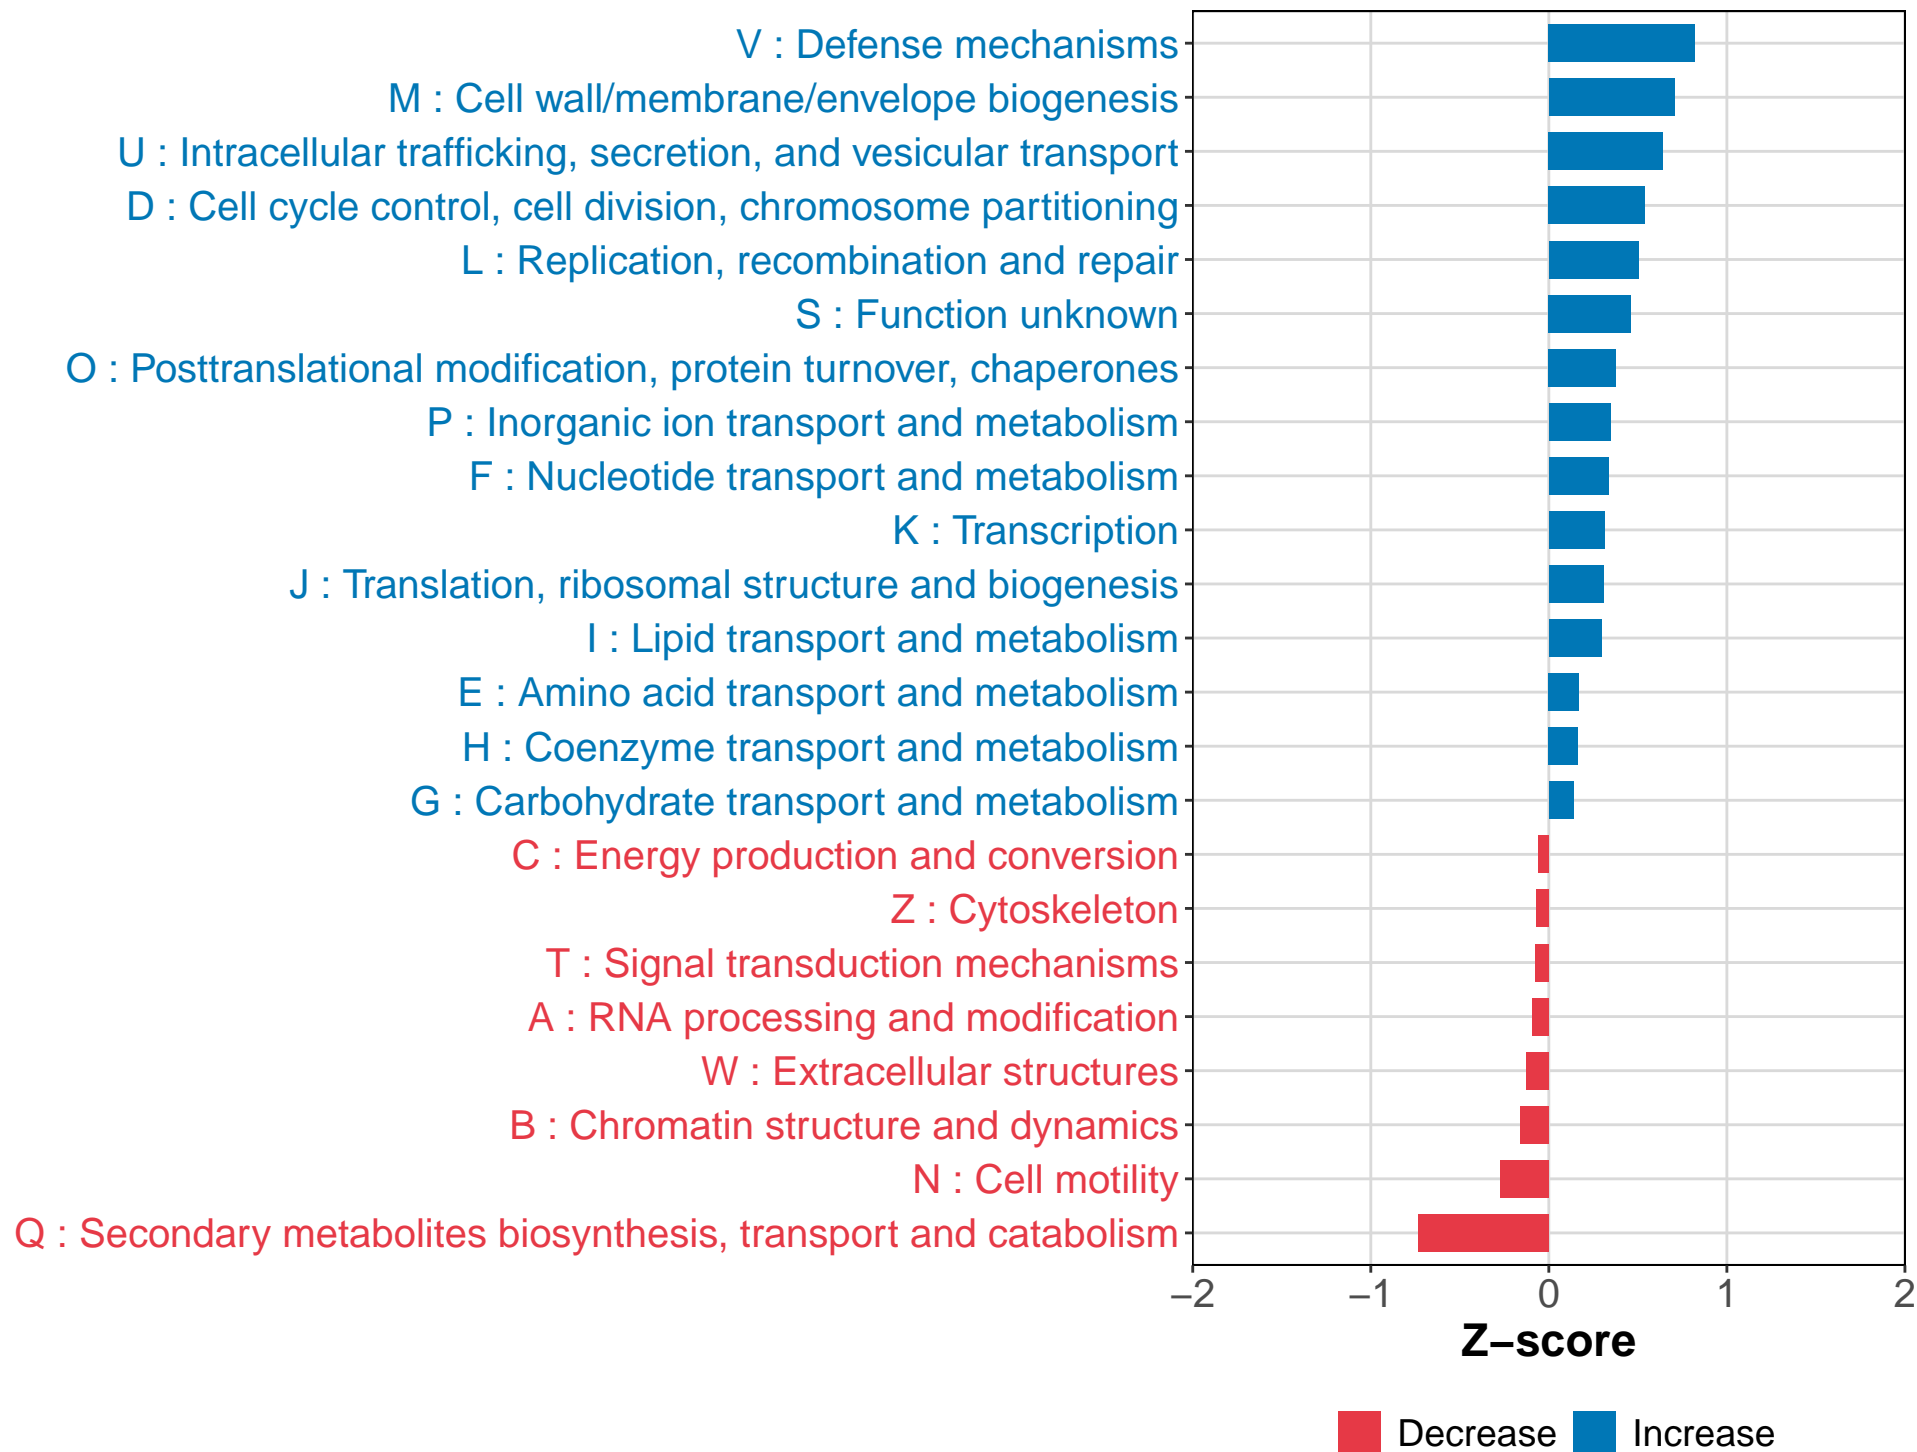 V : Defense mechanisms
M : Cell wall/membrane/envelope biogenesis
U : Intracellular trafficking, secretion, and vesicular transport
D : Cell cycle control, cell division, chromosome partitioning
L : Replication, recombination and repair
S : Function unknown
O : Posttranslational modification, protein turnover, chaperones
P : Inorganic ion transport and metabolism
F : Nucleotide transport and metabolism
K : Transcription
J : Translation, ribosomal structure and biogenesis
I : Lipid transport and metabolism
E : Amino acid transport and metabolism
H : Coenzyme transport and metabolism
G : Carbohydrate transport and metabolism
C : Energy production and conversion
Z : Cytoskeleton
T : Signal transduction mechanisms
A : RNA processing and modification
W : Extracellular structures
B : Chromatin structure and dynamics
N : Cell motility
Q : Secondary metabolites biosynthesis, transport and catabolism
−2 −1 0 1 2
Z−score
Decrease Increase